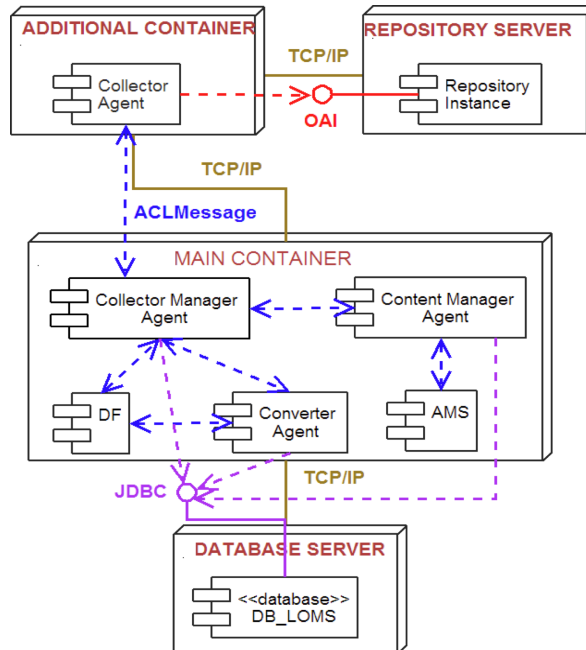 ADDITIONAL CONTAINER
REPOSITORY SERVER
TCP/IP
Collector
Agent
Repository
Instance
OAI
TCP/IP
ACLMessage
MAIN CONTAINER
Collector Manager
Agent
Content Manager
Agent
DF
Converter
Agent
AMS
JDBC
TCP/IP
DATABASE SERVER
<<database>>
DB_LOMS